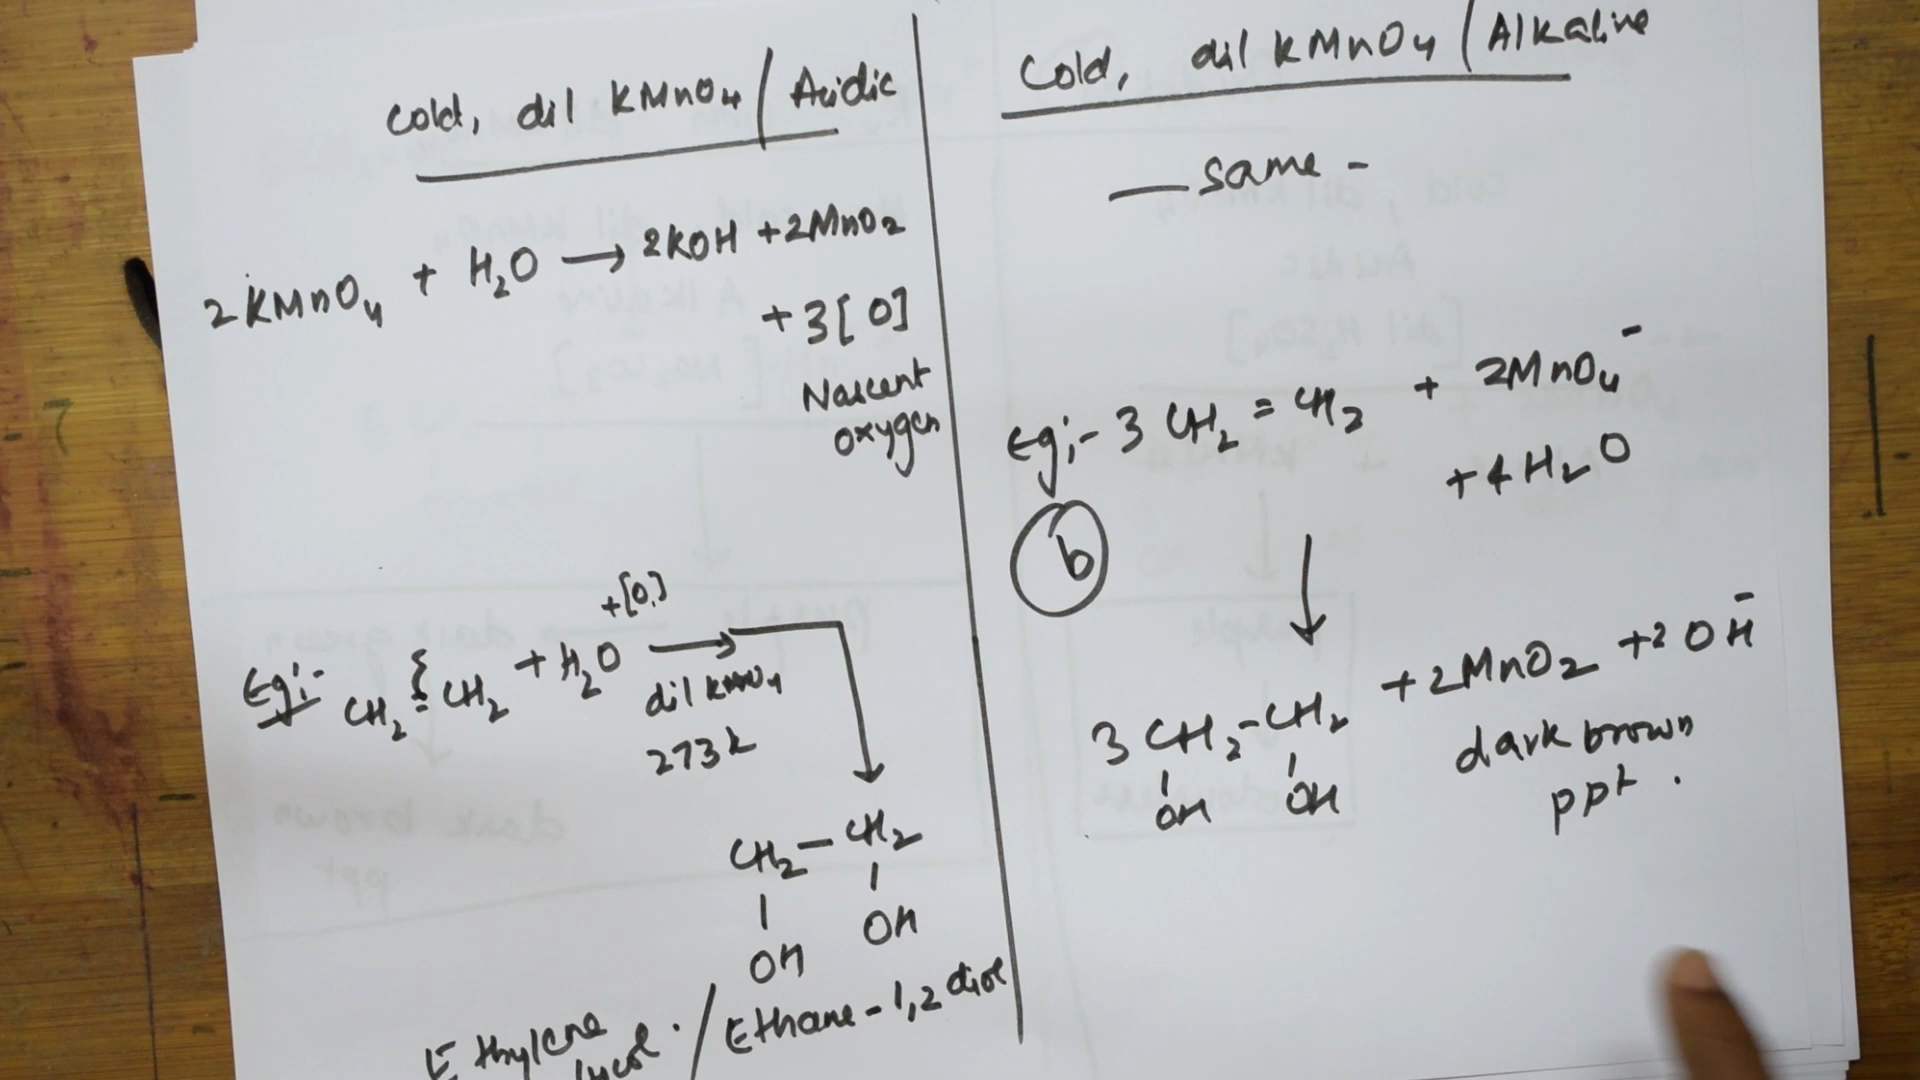 cold, dil KMnO4 / Acidic
2KMnO4 + H2O → 2KOH + 2MnO2
+ 3[O]
Nascent
oxygen
Eg:- CH2 = CH2 + H2O →
+[O]
dil KMnO4
273k
CH2 - CH2
OH OH
Ethylene
/ Ethane - 1,2 diol
Cold, dil KMnO4 / Alkaline
— same -
Eg:- 3 CH2 = CH2 + 2MnO4-
+ 4H2O
b
3 CH2 - CH2 + 2MnO2 + 2OH-
OH OH
dark brown
ppt.